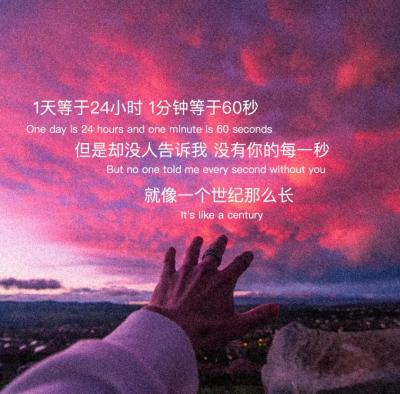 1天等于24小时 1分钟等于60秒
One day is 24 hours and one minute is 60 seconds
但是却没人告诉我 没有你的每一秒
But no one told me every second without you
就像一个世纪那么长
It's like a century